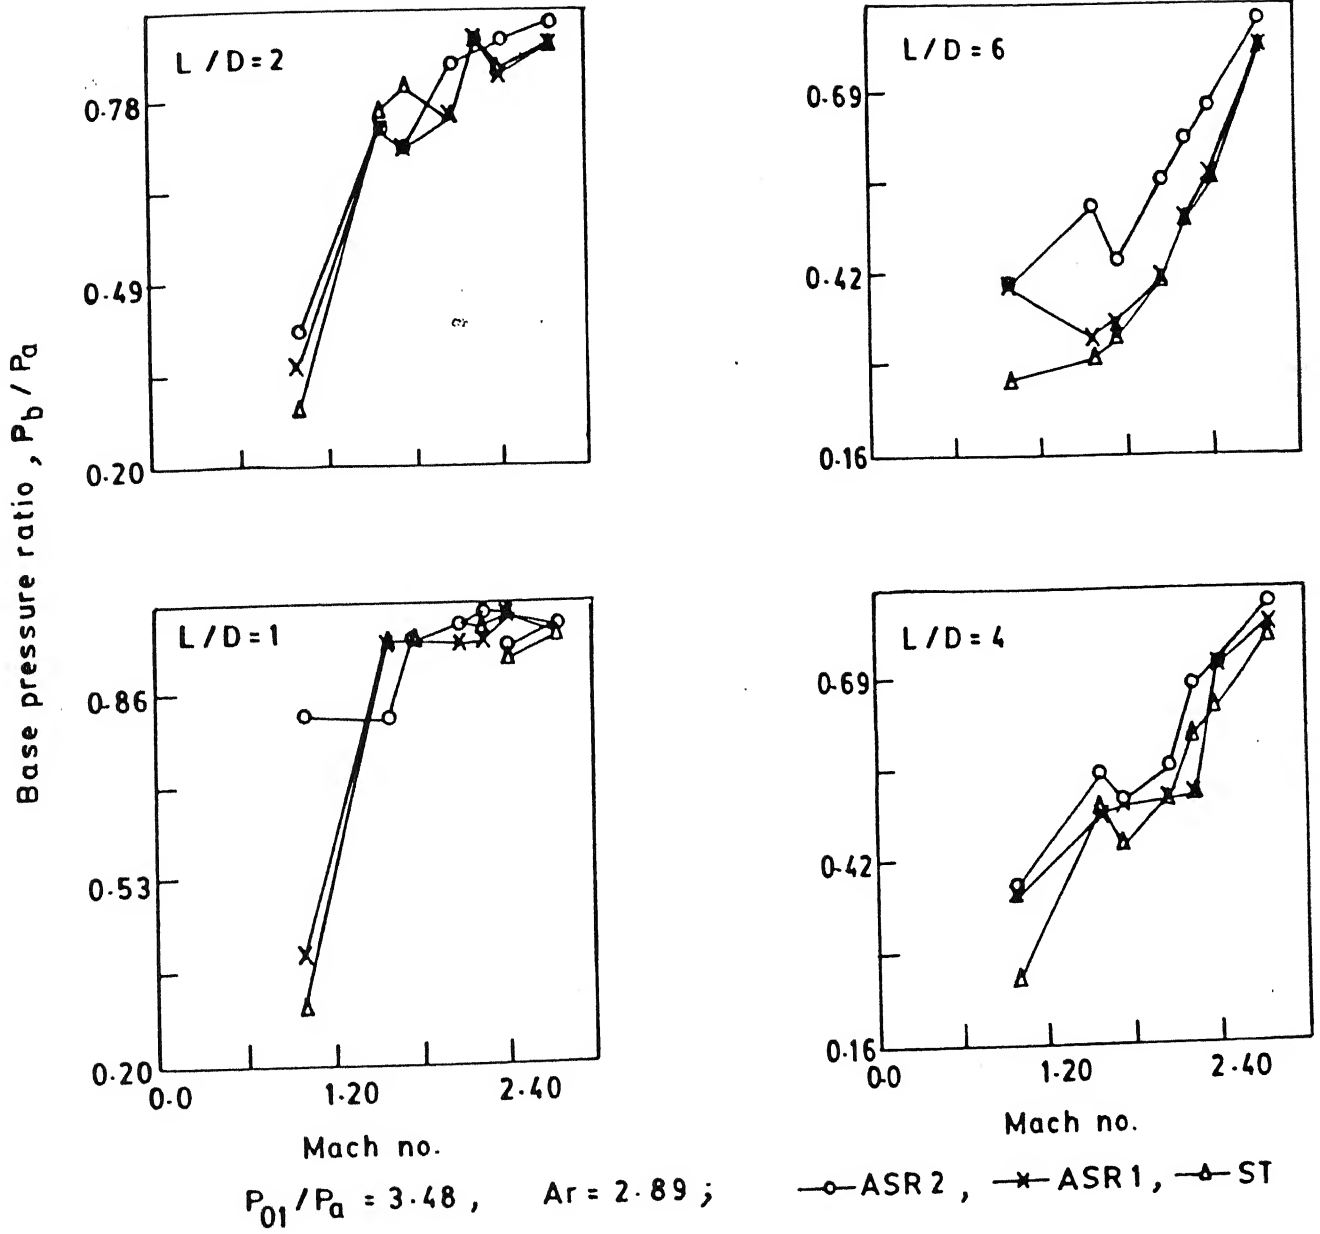 L/D=2
0.78
0.49
0.20
L/D=6
0.69
0.42
0.16
Base pressure ratio, Pb/Pa
L/D=1
0.86
0.53
0.20
0.0
1.20
2.40
Mach no.
L/D=4
0.69
0.42
0.16
0.0
1.20
2.40
Mach no.
P01/Pa = 3.48, Ar = 2.89;
ASR2, ASR1, ST